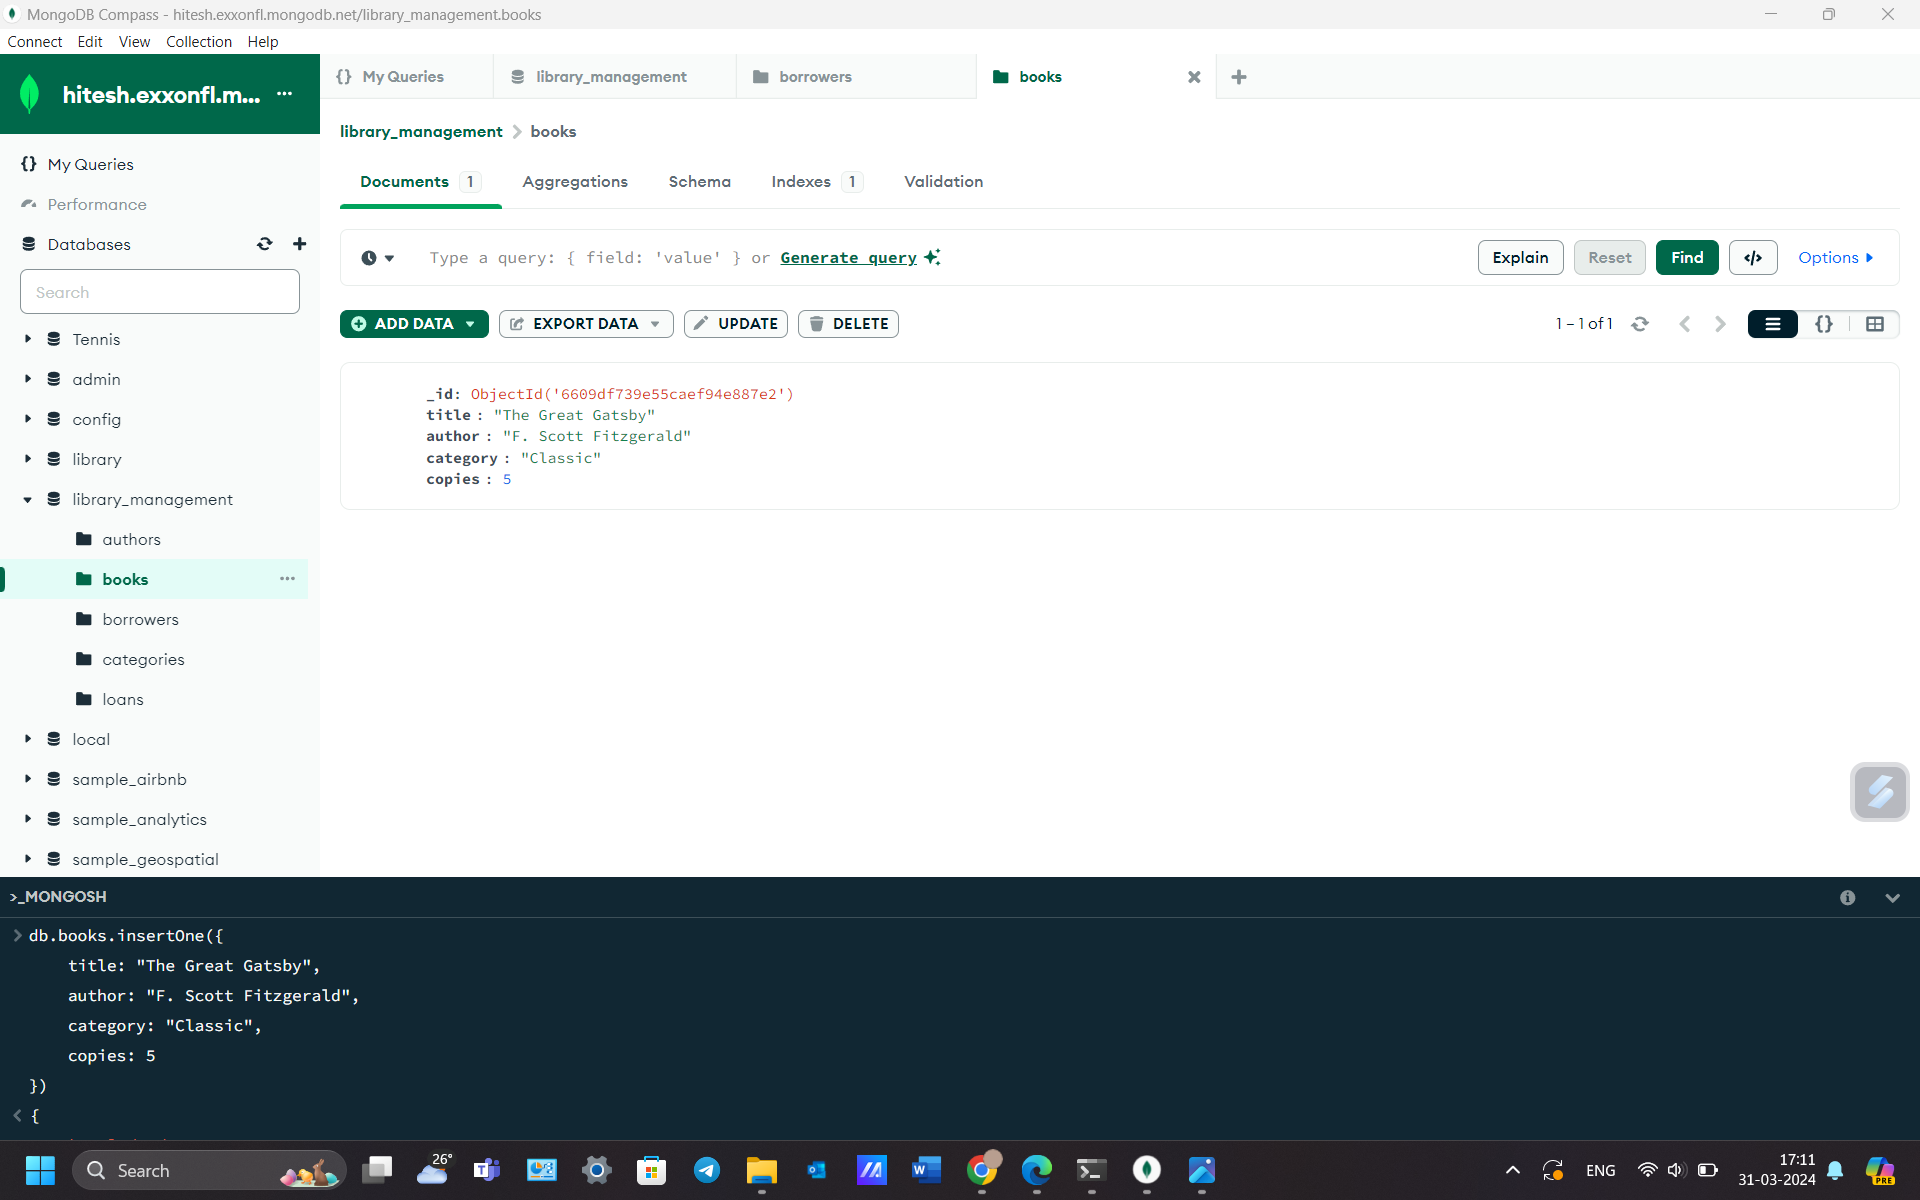 MongoDB Compass - hitesh.exxonfl.mongodb.net/library_management.books
Connect Edit View Collection Help
hitesh.exxonfl.m... ...
My Queries
Performance
Databases
Search
Tennis
admin
config
library
library_management
authors
books ...
borrowers
categories
loans
local
sample_airbnb
sample_analytics
sample_geospatial
{} My Queries library_management borrowers books
library_management > books
Documents 1 Aggregations Schema Indexes 1 Validation
Type a query: { field: 'value' } or Generate query
Explain Reset Find </> Options
ADD DATA EXPORT DATA UPDATE DELETE
1 – 1 of 1 {}
_id: ObjectId('6609df739e55caef94e887e2')
title : "The Great Gatsby"
author : "F. Scott Fitzgerald"
category : "Classic"
copies : 5
>_MONGOSH
> db.books.insertOne({
title: "The Great Gatsby",
author: "F. Scott Fitzgerald",
category: "Classic",
copies: 5
})
< {
Search
26°
ENG
17:11
31-03-2024
PRE